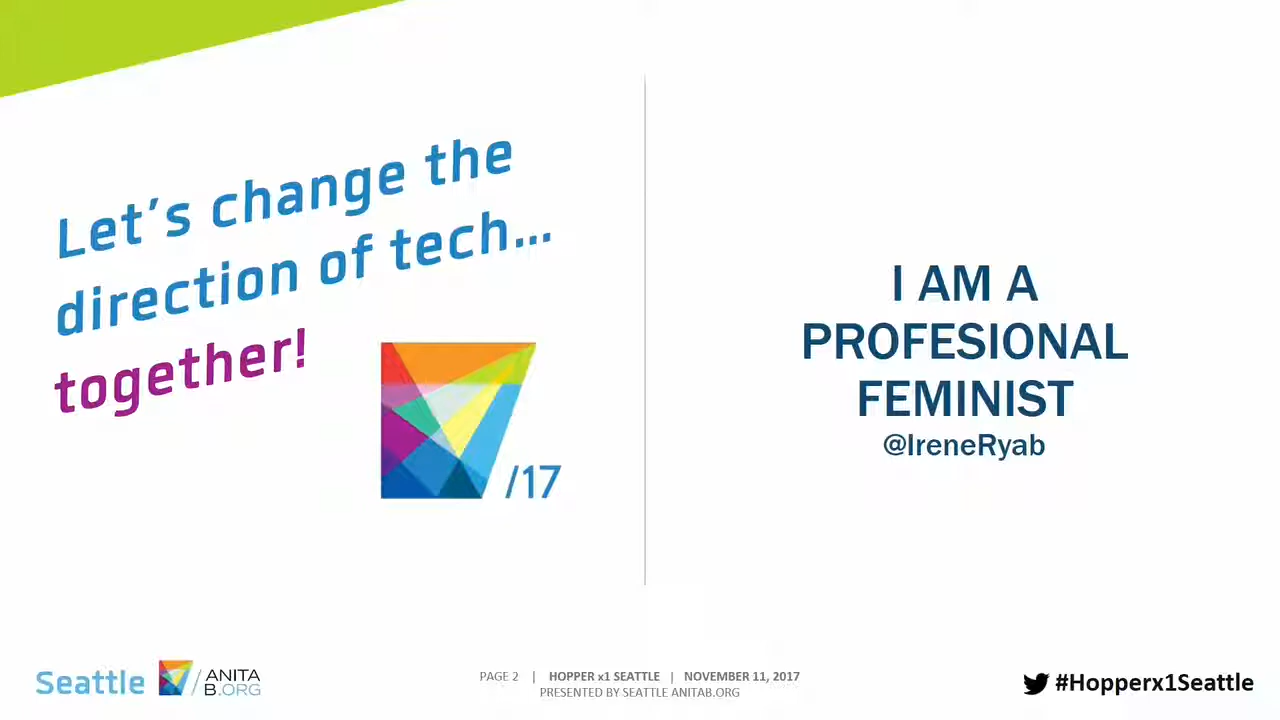 Let's change the
direction of tech...
together!
/17
I AM A
PROFESIONAL
FEMINIST
@IreneRyab
Seattle
ANITA
B.ORG
PAGE 2 | HOPPER x1 SEATTLE | NOVEMBER 11, 2017
PRESENTED BY SEATTLE ANITAB.ORG
#Hopperx1Seattle